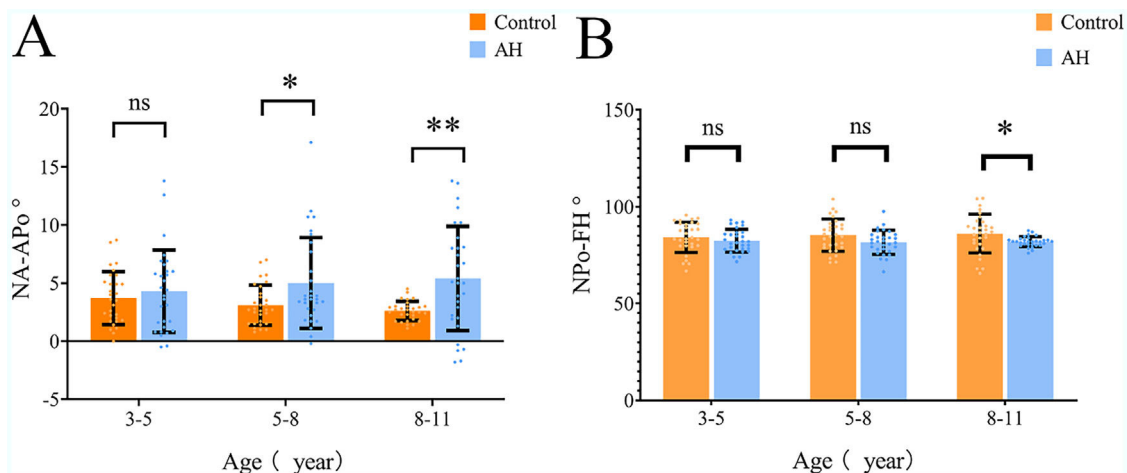 A
Control
AH
NA-APo °
20
15
10
5
0
-5
ns
*
**
3-5
5-8
8-11
Age ( year)
B
Control
AH
NPo-FH °
150
100
50
0
ns
ns
*
3-5
5-8
8-11
Age ( year)